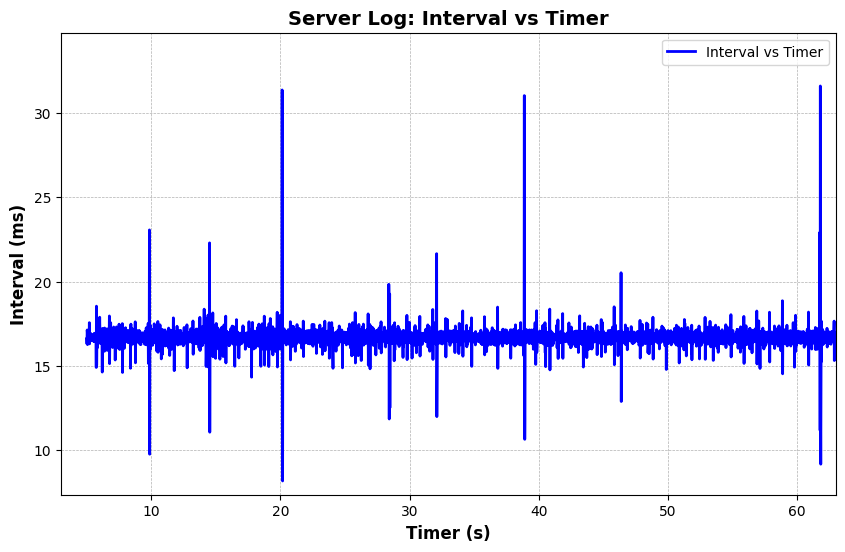 Server Log: Interval vs Timer
Interval vs Timer
30
25
20
15
10
Interval (ms)
10 20 30 40 50 60
Timer (s)